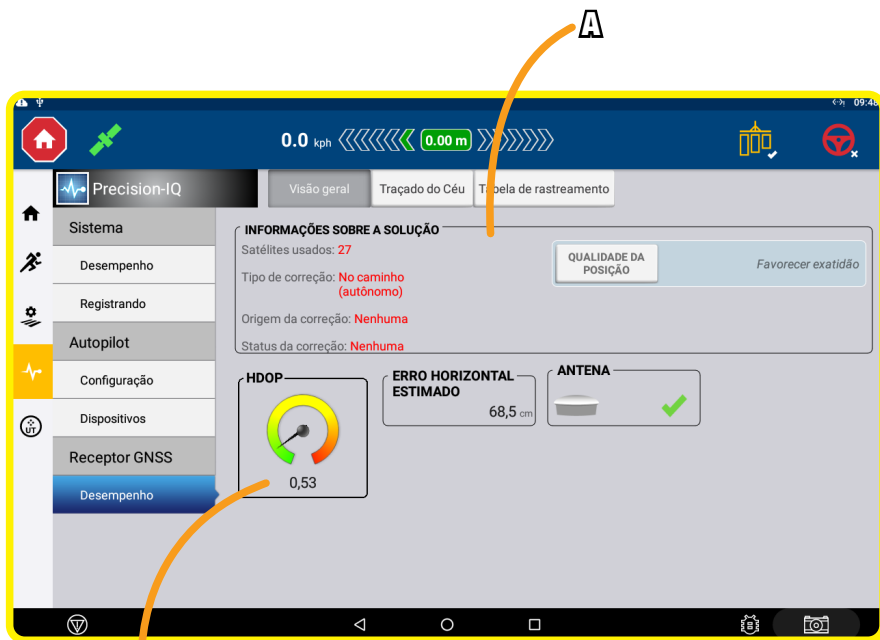 A
09:48
0.0 kph 0.00 m
Precision-IQ
Visão geral Traçado do Céu Tabela de rastreamento
Sistema
Desempenho
Registrando
Autopilot
Configuração
Dispositivos
Receptor GNSS
Desempenho
INFORMAÇÕES SOBRE A SOLUÇÃO
Satélites usados: 27
Tipo de correção: No caminho
(autônomo)
Origem da correção: Nenhuma
Status da correção: Nenhuma
QUALIDADE DA
POSIÇÃO
Favorecer exatidão
HDOP
0,53
ERRO HORIZONTAL
ESTIMADO
68,5 cm
ANTENA
UT